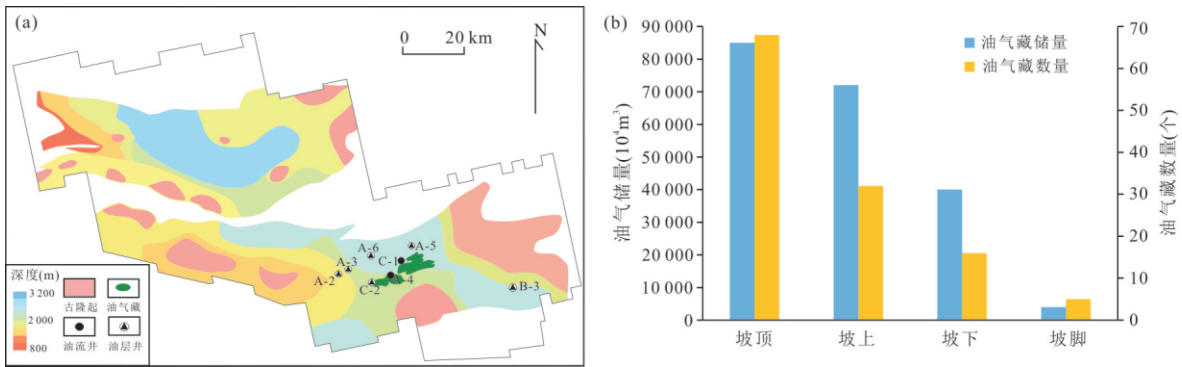 (a)
0 20 km
N
A-6
A-5
C-1
A-3
A-2
C-2
B-3
深度(m)
3 200
2 000
800
古隆起
油气藏
油流井
油层井
(b)
油气储量(10⁴m³)
90 000
80 000
70 000
60 000
50 000
40 000
30 000
20 000
10 000
0
油气藏储量
油气藏数量
70
60
50
40
30
20
10
0
油气藏数量(个)
坡顶 坡上 坡下 坡脚